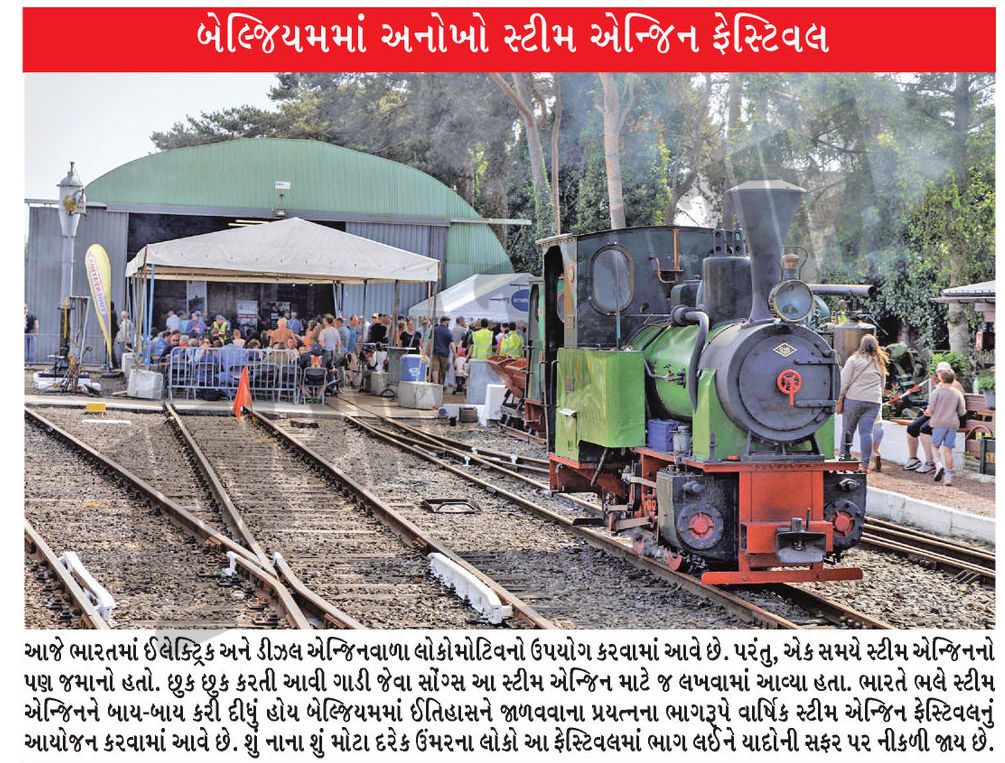 બેલ્જિયમમાં અનોખો સ્ટીમ એન્જિન ફેસ્ટિવલ
આજે ભારતમાં ઈલેક્ટ્રિક અને ડીઝલ એન્જિનવાળા લોકોમોટિવનો ઉપયોગ કરવામાં આવે છે. પરંતુ, એક સમયે સ્ટીમ એન્જિનનો
પણ જમાનો હતો. છુક છુક કરતી આવી ગાડી જેવા સોંગ્સ આ સ્ટીમ એન્જિન માટે જ લખવામાં આવ્યા હતા. ભારતે ભલે સ્ટીમ
એન્જિનને બાય-બાય કરી દીધું હોય બેલ્જિયમમાં ઈતિહાસને જાળવવાના પ્રયત્નના ભાગરૂપે વાર્ષિક સ્ટીમ એન્જિન ફેસ્ટિવલનું
આયોજન કરવામાં આવે છે. શું નાના શું મોટા દરેક ઉંમરના લોકો આ ફેસ્ટિવલમાં ભાગ લઈને યાદોની સફર પર નીકળી જાય છે.